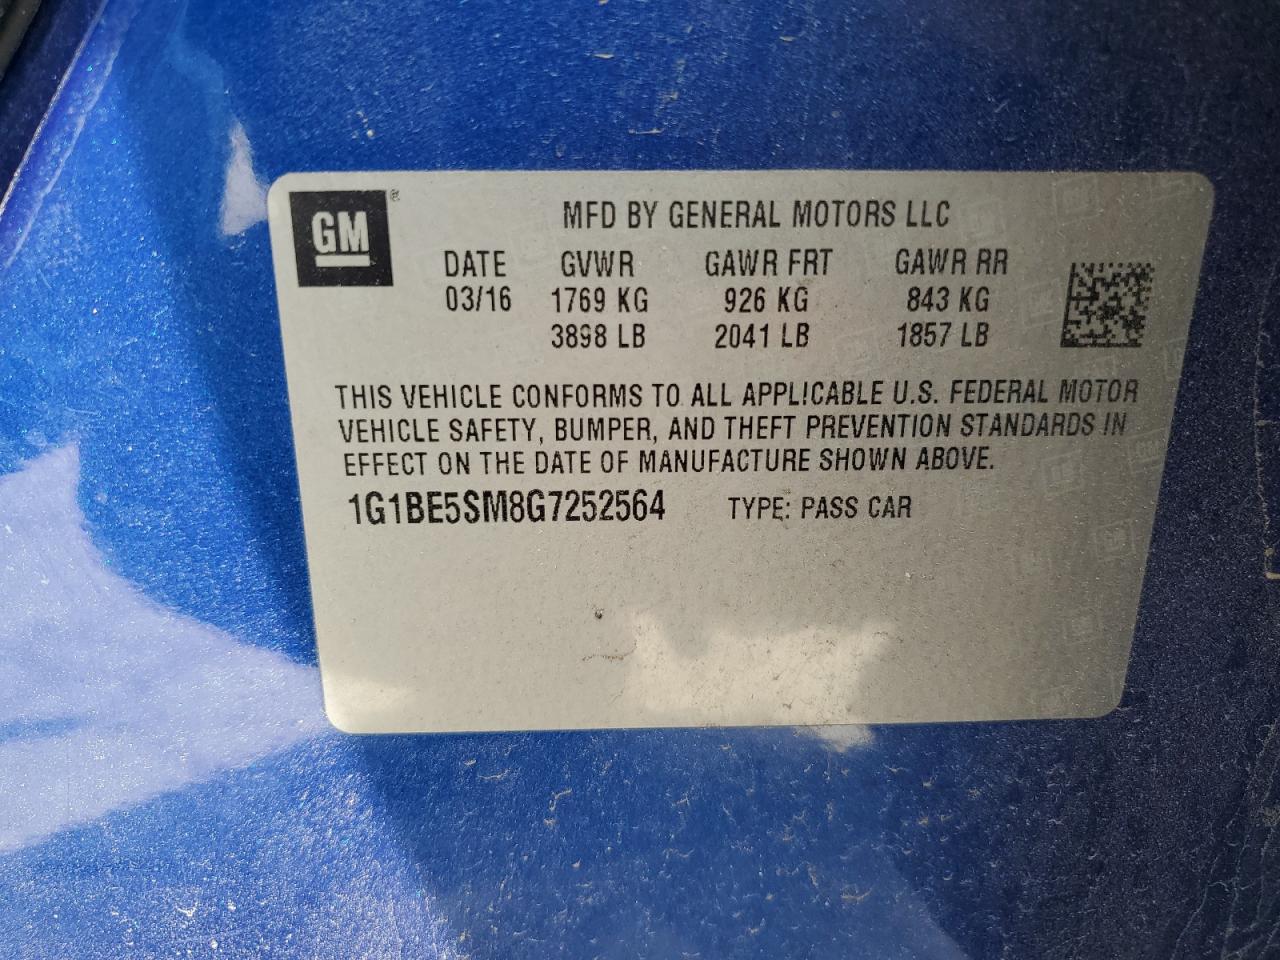 GM®
MFD BY GENERAL MOTORS LLC
DATE GVWR GAWR FRT GAWR RR
03/16 1769 KG 926 KG 843 KG
3898 LB 2041 LB 1857 LB
THIS VEHICLE CONFORMS TO ALL APPLICABLE U.S. FEDERAL MOTOR
VEHICLE SAFETY, BUMPER, AND THEFT PREVENTION STANDARDS IN
EFFECT ON THE DATE OF MANUFACTURE SHOWN ABOVE.
1G1BE5SM8G7252564 TYPE: PASS CAR